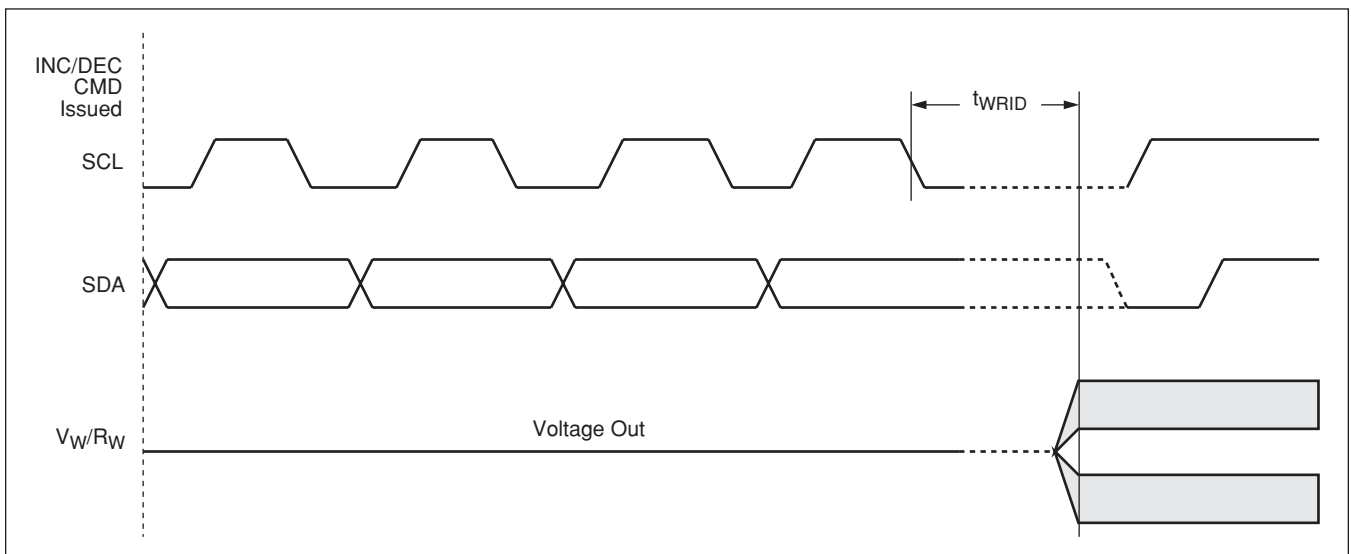 INC/DEC
CMD
Issued
tWRID
SCL
SDA
Voltage Out
VW/RW